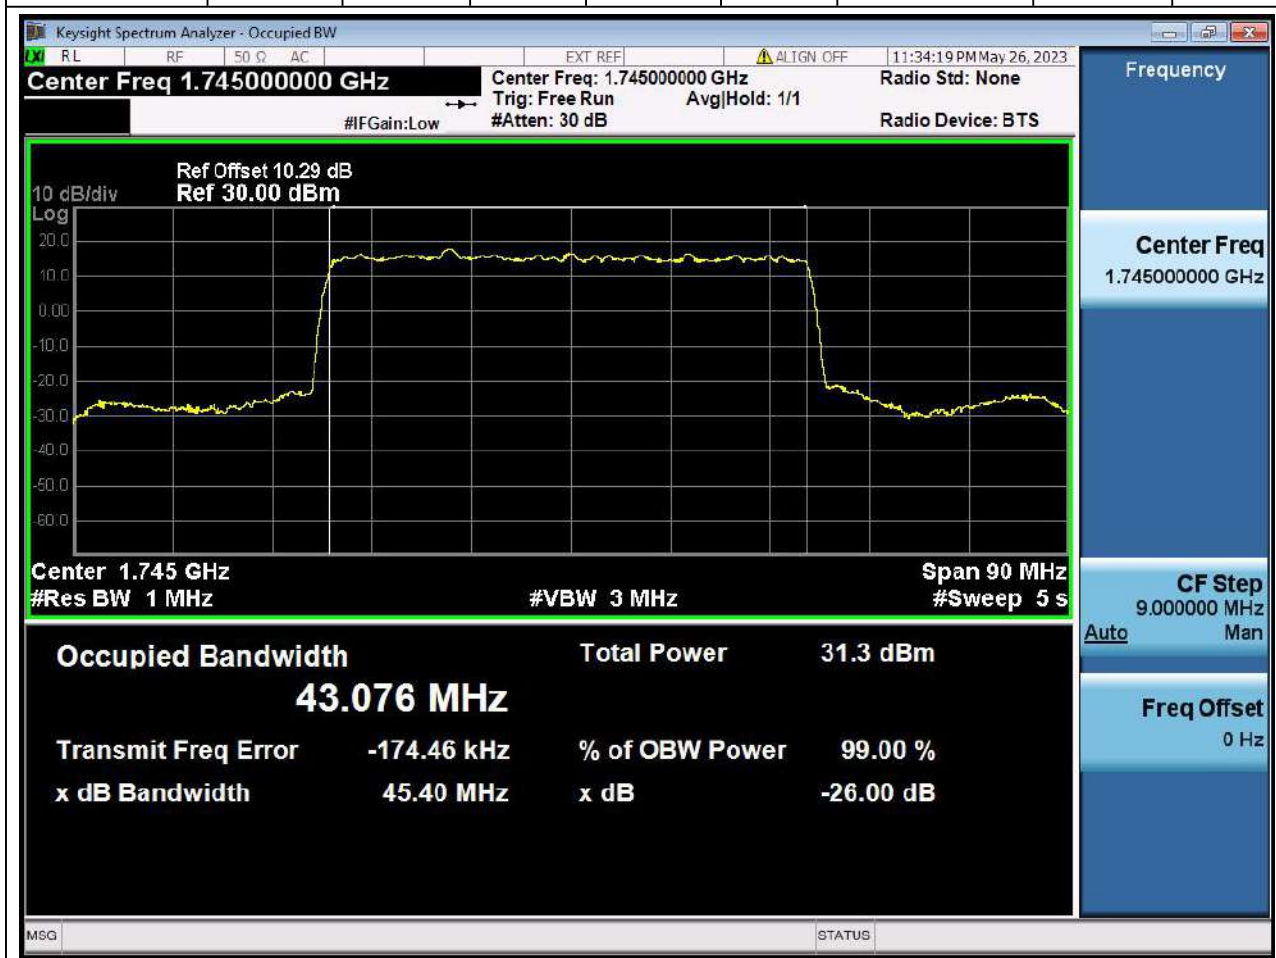 Keysight Spectrum Analyzer - Occupied BW
LXI RL RF 50 Ω AC EXT REF ALIGN OFF 11:34:19 PM May 26, 2023
Center Freq 1.745000000 GHz
Center Freq: 1.745000000 GHz
Radio Std: None
Trig: Free Run Avg|Hold: 1/1
#IFGain:Low
#Atten: 30 dB
Radio Device: BTS
Ref Offset 10.29 dB
10 dB/div Ref 30.00 dBm
Log
20.0
10.0
0.00
-10.0
-20.0
-30.0
-40.0
-50.0
-60.0
Center 1.745 GHz Span 90 MHz
#Res BW 1 MHz #VBW 3 MHz #Sweep 5 s
Occupied Bandwidth Total Power 31.3 dBm
43.076 MHz
Transmit Freq Error -174.46 kHz % of OBW Power 99.00 %
x dB Bandwidth 45.40 MHz x dB -26.00 dB
MSG STATUS
Frequency
Center Freq
1.745000000 GHz
CF Step
9.000000 MHz
Auto Man
Freq Offset
0 Hz